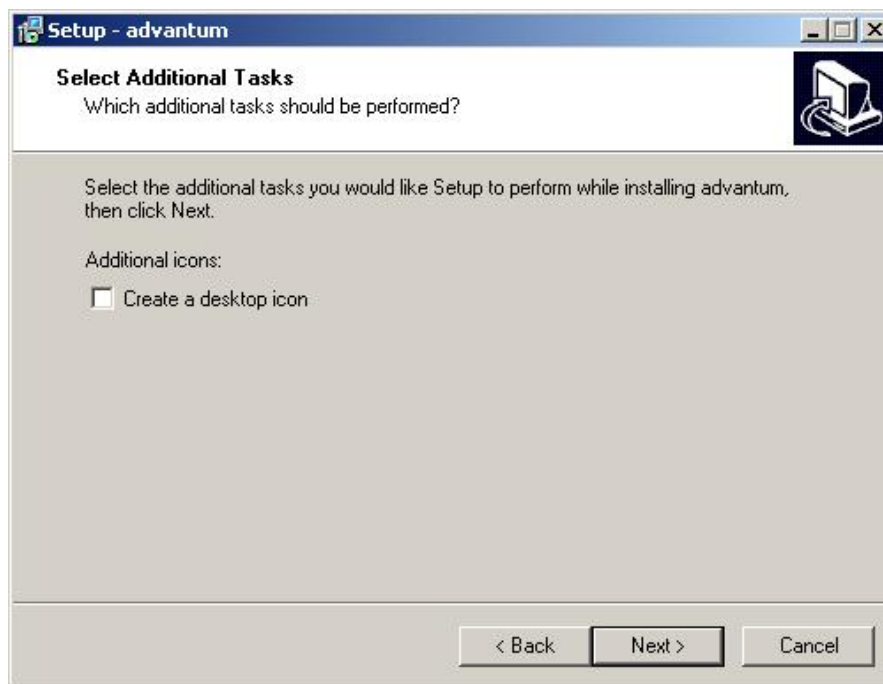 Setup - advantum
Select Additional Tasks
Which additional tasks should be performed?
Select the additional tasks you would like Setup to perform while installing advantum,
then click Next.
Additional icons:
Create a desktop icon
< Back
Next >
Cancel